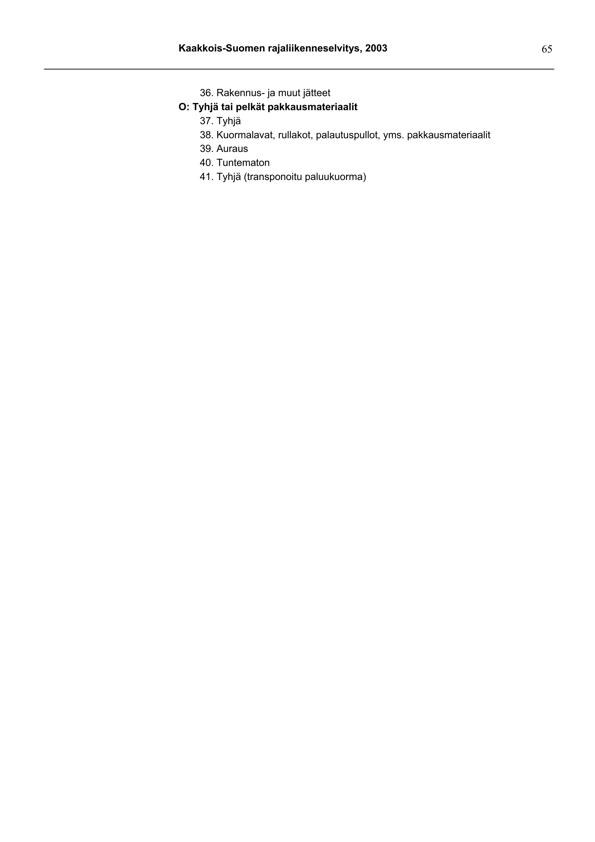 Kaakkois-Suomen rajaliikenneselvitys, 2003 65
36. Rakennus- ja muut jätteet
O: Tyhjä tai pelkät pakkausmateriaalit
37. Tyhjä
38. Kuormalavat, rullakot, palautuspullot, yms. pakkausmateriaalit
39. Auraus
40. Tuntematon
41. Tyhjä (transponoitu paluukuorma)